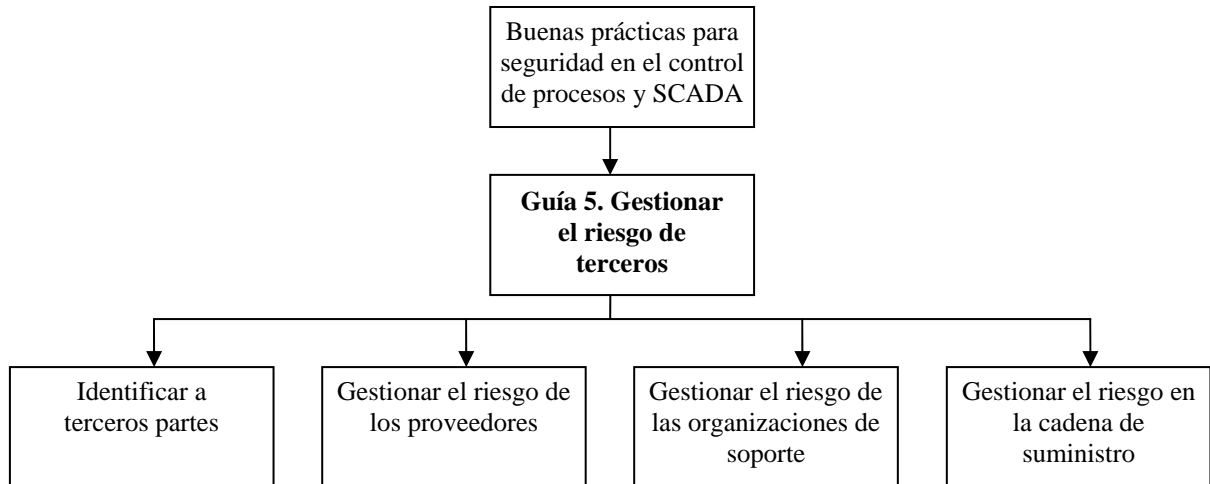 Buenas prácticas para
seguridad en el control
de procesos y SCADA
Guía 5. Gestionar
el riesgo de
terceros
Identificar a
terceros partes
Gestionar el riesgo de
los proveedores
Gestionar el riesgo de
las organizaciones de
soporte
Gestionar el riesgo en
la cadena de
suministro